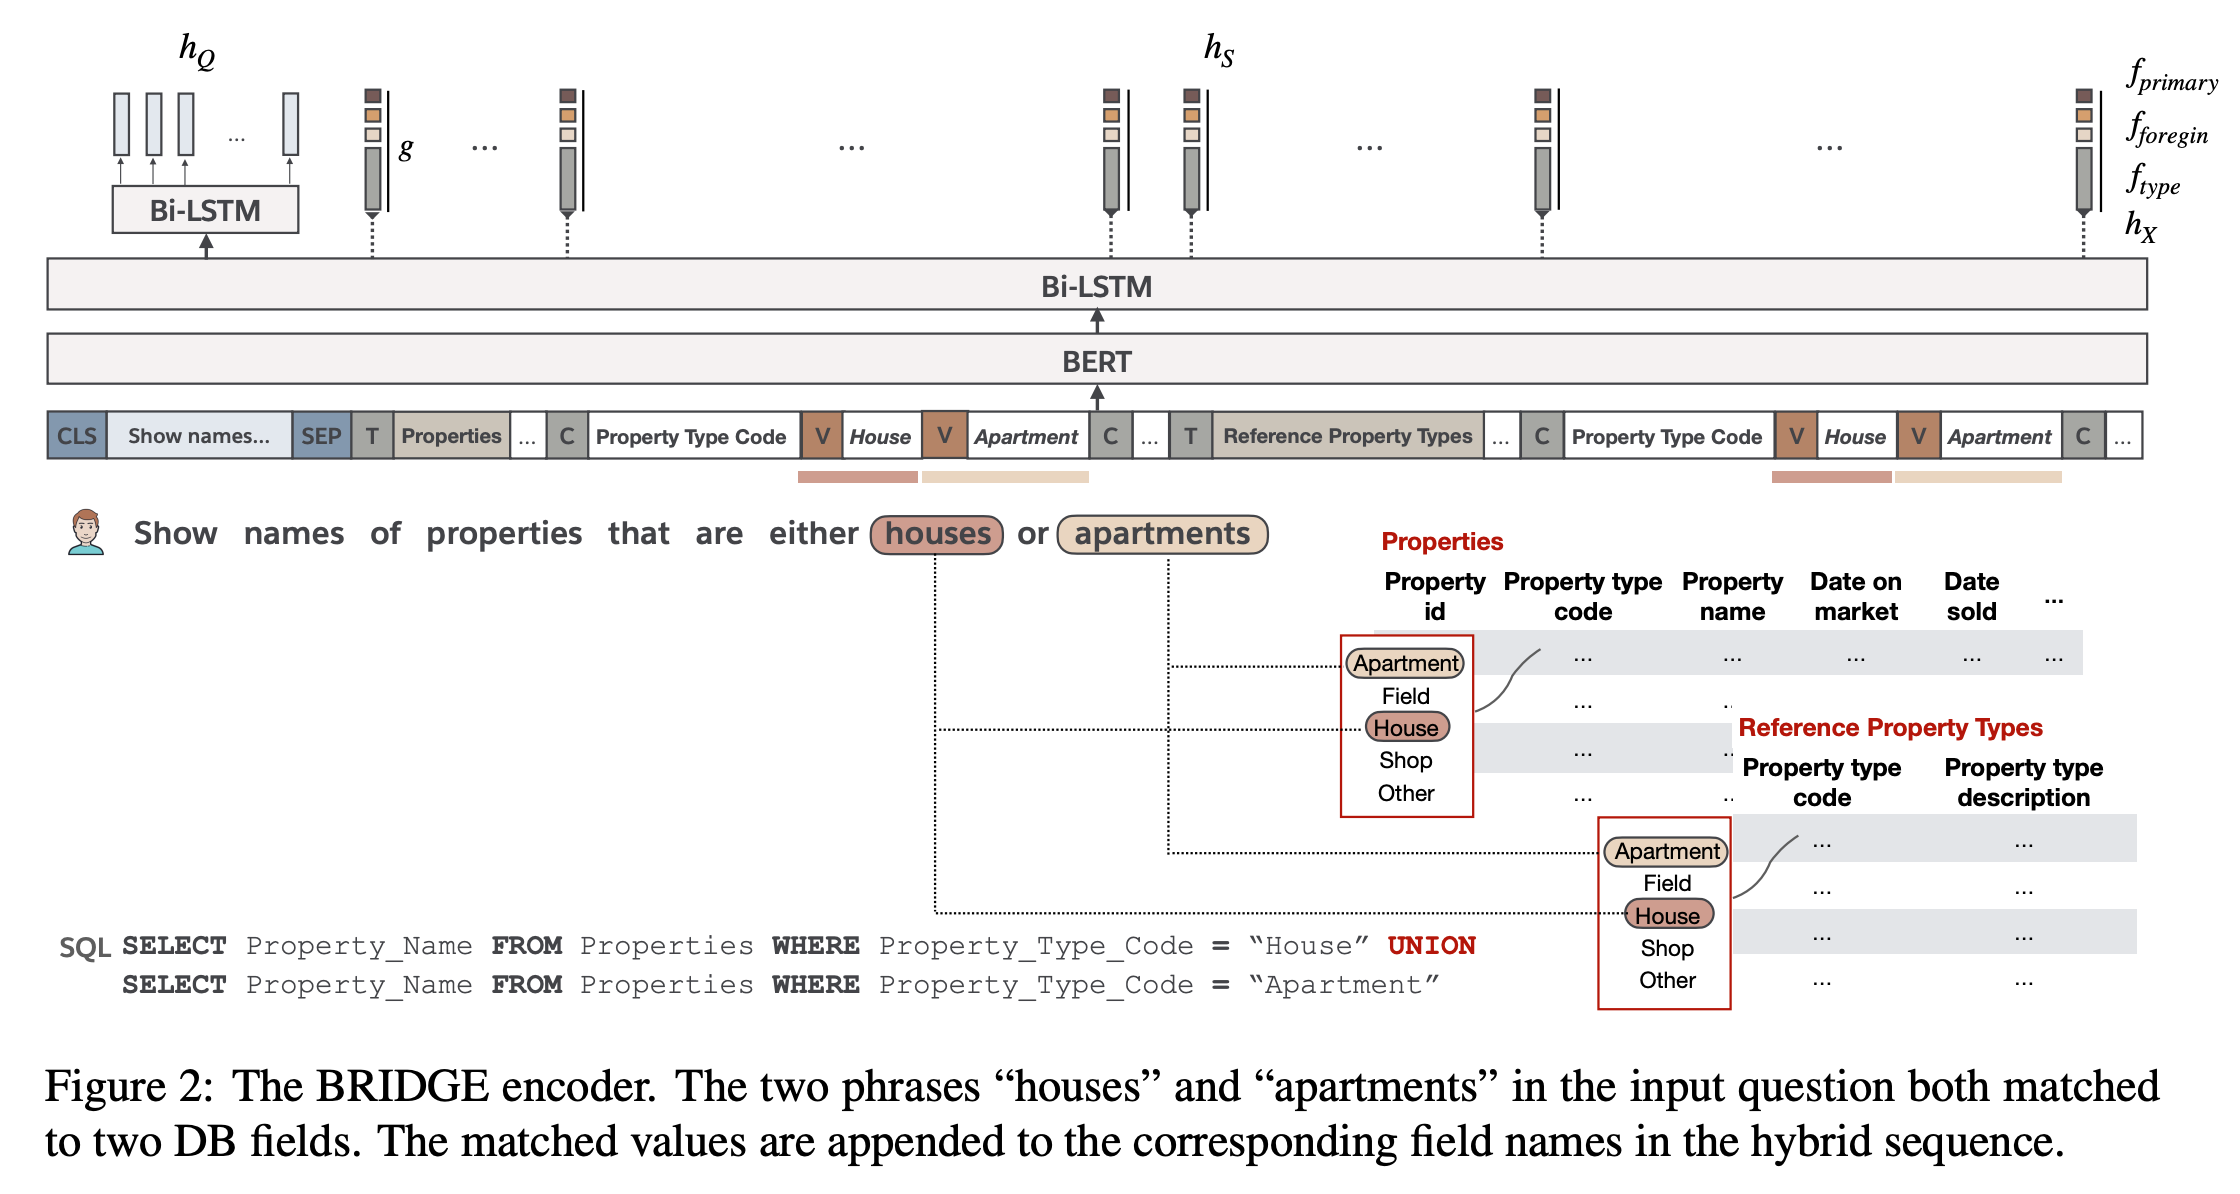 h_Q
h_S
f_primary
g
...
...
...
...
...
f_foregin
f_type
Bi-LSTM
h_X
Bi-LSTM
BERT
CLS Show names... SEP T Properties ... C Property Type Code V House V Apartment C ... T Reference Property Types ... C Property Type Code V House V Apartment C ...
Show names of properties that are either houses or apartments
Properties
Property id Property type code Property name Date on market Date sold ...
Apartment ... ... ... ... ...
Field ... ..
House ... ..
Shop
Other ... ..
Reference Property Types
Property type code Property type description
Apartment ... ...
Field ... ...
House ... ...
Shop
Other ... ...
SQL SELECT Property_Name FROM Properties WHERE Property_Type_Code = “House” UNION
SELECT Property_Name FROM Properties WHERE Property_Type_Code = “Apartment”
Figure 2: The BRIDGE encoder. The two phrases “houses” and “apartments” in the input question both matched
to two DB fields. The matched values are appended to the corresponding field names in the hybrid sequence.